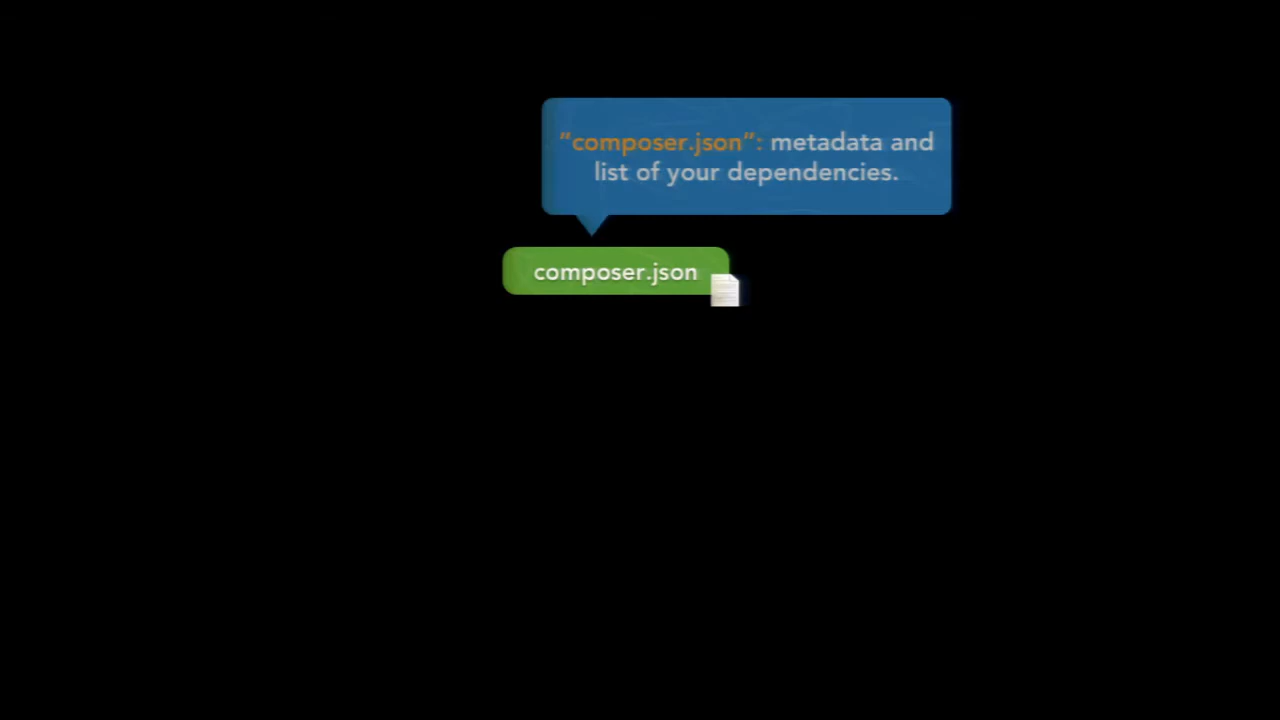 "composer.json": metadata and
list of your dependencies.
composer.json